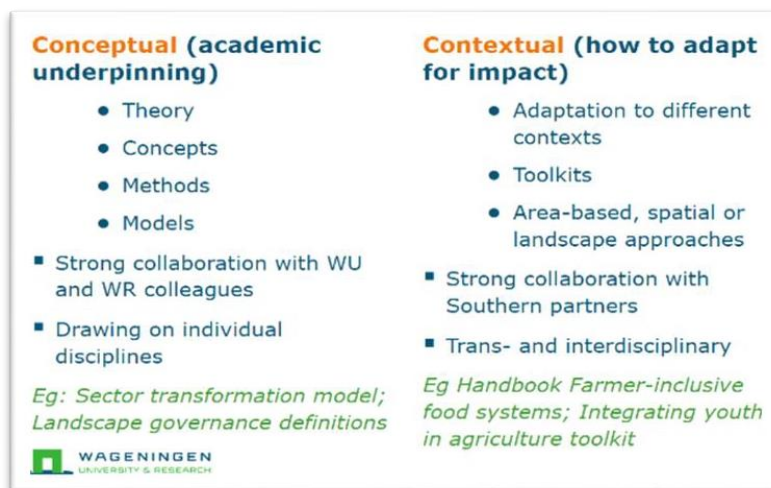 Conceptual (academic
underpinning)
• Theory
• Concepts
• Methods
• Models
▪ Strong collaboration with WU
and WR colleagues
▪ Drawing on individual
disciplines
Eg: Sector transformation model;
Landscape governance definitions
WAGENINGEN
UNIVERSITY & RESEARCH
Contextual (how to adapt
for impact)
• Adaptation to different
contexts
• Toolkits
• Area-based, spatial or
landscape approaches
▪ Strong collaboration with
Southern partners
▪ Trans- and interdisciplinary
Eg Handbook Farmer-inclusive
food systems; Integrating youth
in agriculture toolkit